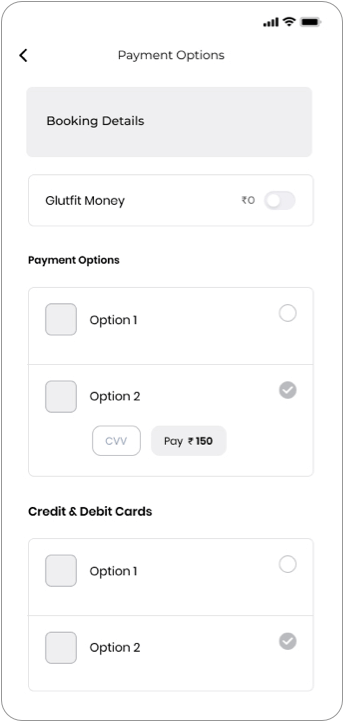 Payment Options
Booking Details
Glutfit Money ₹0
Payment Options
Option 1
Option 2
CVV Pay ₹ 150
Credit & Debit Cards
Option 1
Option 2